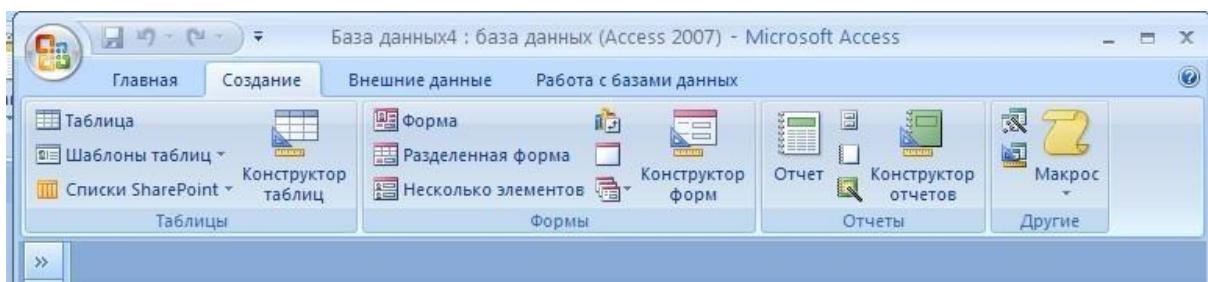 База данных4 : база данных (Access 2007) - Microsoft Access
Главная Создание Внешние данные Работа с базами данных
Таблица
Шаблоны таблиц
Списки SharePoint
Конструктор
таблиц
Таблицы
Форма
Разделенная форма
Несколько элементов
Конструктор
форм
Формы
Отчет
Конструктор
отчетов
Отчеты
Макрос
Другие